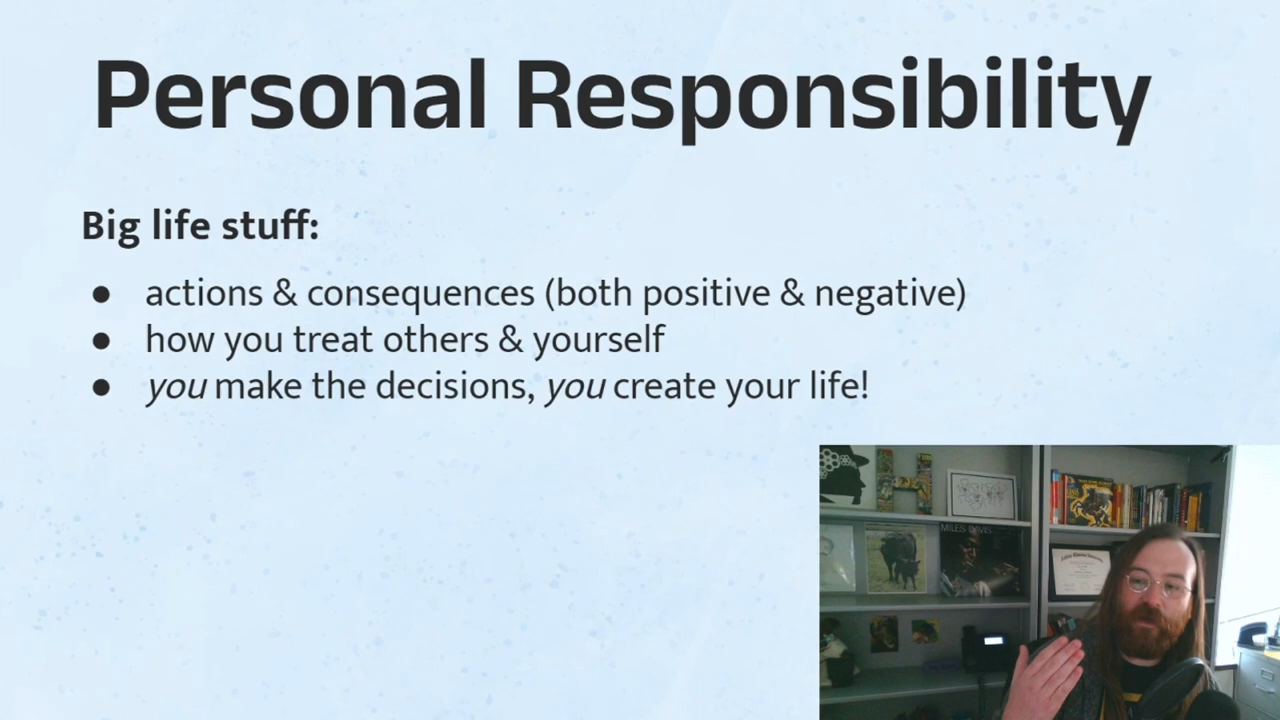 Personal Responsibility
Big life stuff:
● actions & consequences (both positive & negative)
● how you treat others & yourself
● you make the decisions, you create your life!
MILES DAVIS